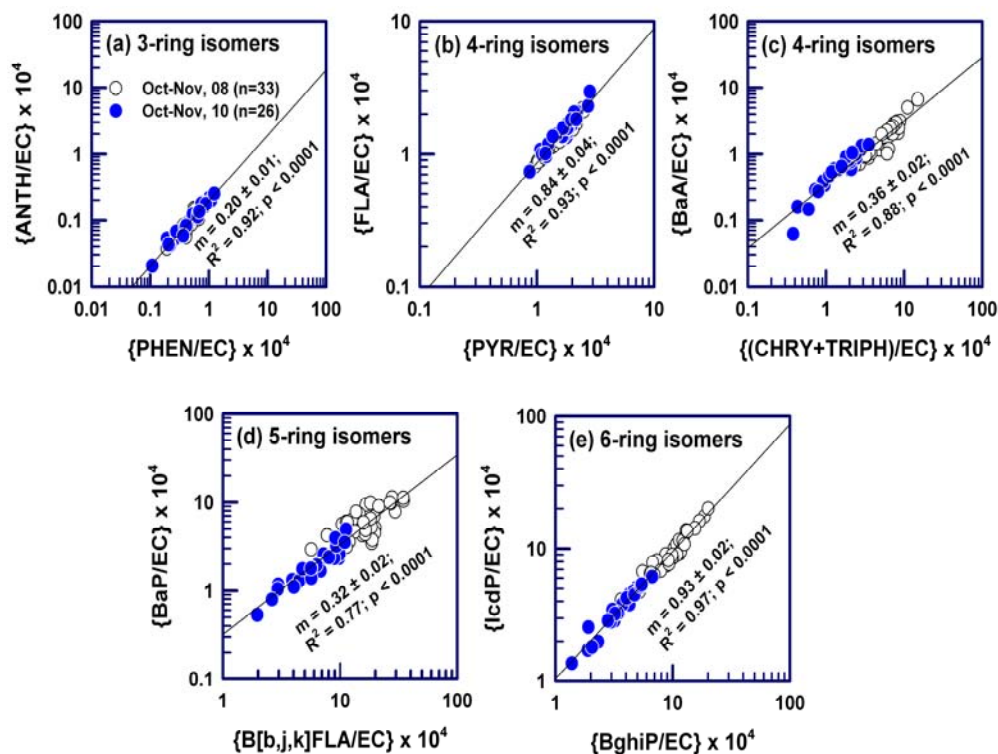 (a) 3-ring isomers
Oct-Nov, 08 (n=33)
Oct-Nov, 10 (n=26)
{ANTH/EC} x 10⁴
100
10
1
0.1
0.01
m = 0.20 ± 0.01;
R² = 0.92; p < 0.0001
0.01 0.1 1 10 100
{PHEN/EC} x 10⁴
(b) 4-ring isomers
{FLA/EC} x 10⁴
10
1
0.1
m = 0.84 ± 0.04;
R² = 0.93; p < 0.0001
0.1 1 10
{PYR/EC} x 10⁴
(c) 4-ring isomers
{BaA/EC} x 10⁴
100
10
1
0.1
0.01
m = 0.36 ± 0.02;
R² = 0.88; p < 0.0001
0.1 1 10 100
{(CHRY+TRIPH)/EC} x 10⁴
(d) 5-ring isomers
{BaP/EC} x 10⁴
100
10
1
0.1
m = 0.32 ± 0.02;
R² = 0.77; p < 0.0001
1 10 100
{B[b,j,k]FLA/EC} x 10⁴
(e) 6-ring isomers
{IcdP/EC} x 10⁴
100
10
1
m = 0.93 ± 0.02;
R² = 0.97; p < 0.0001
1 10 100
{BghiP/EC} x 10⁴